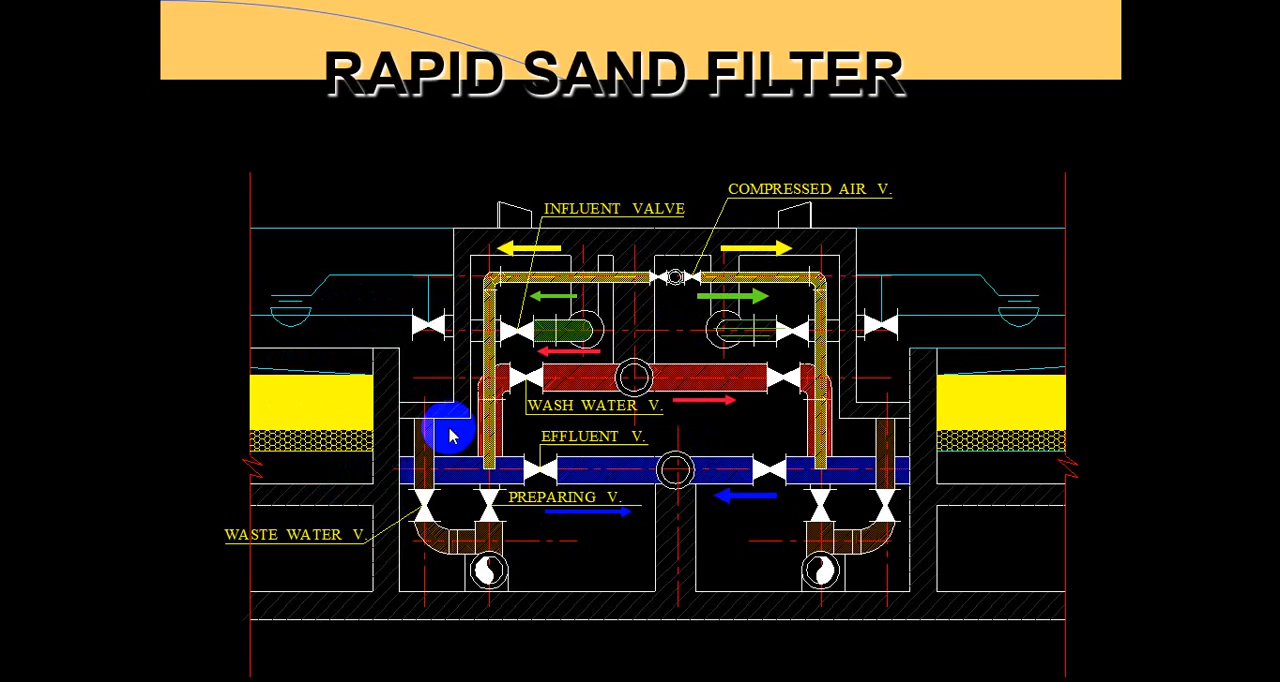 RAPID SAND FILTER
COMPRESSED AIR V.
INFLUENT VALVE
WASH WATER V.
EFFLUENT V.
PREPARING V.
WASTE WATER V.